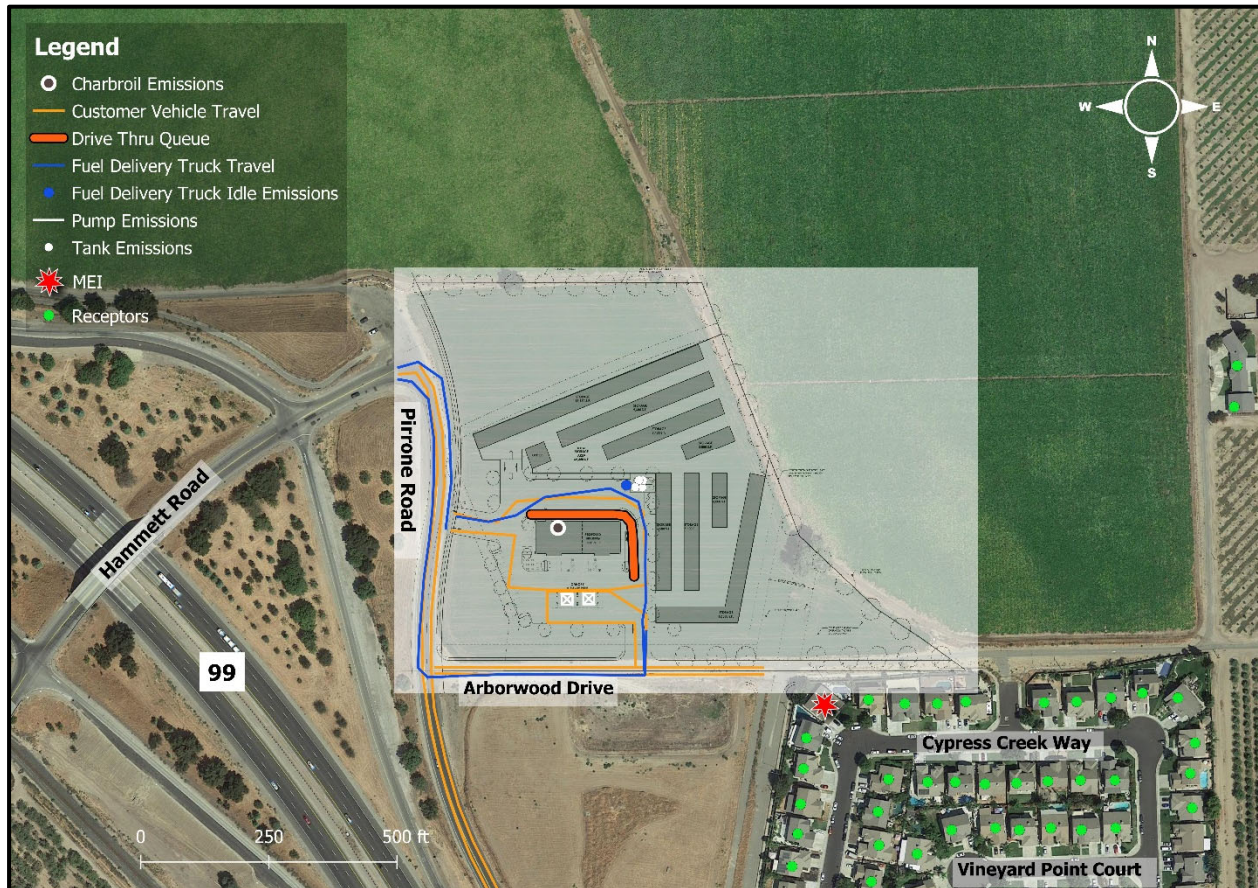 Legend
Charbroil Emissions
Customer Vehicle Travel
Drive Thru Queue
Fuel Delivery Truck Travel
Fuel Delivery Truck Idle Emissions
Pump Emissions
Tank Emissions
MEI
Receptors
N
W
E
S
Pirrone Road
Hammett Road
99
Arborwood Drive
Cypress Creek Way
Vineyard Point Court
0
250
500 ft